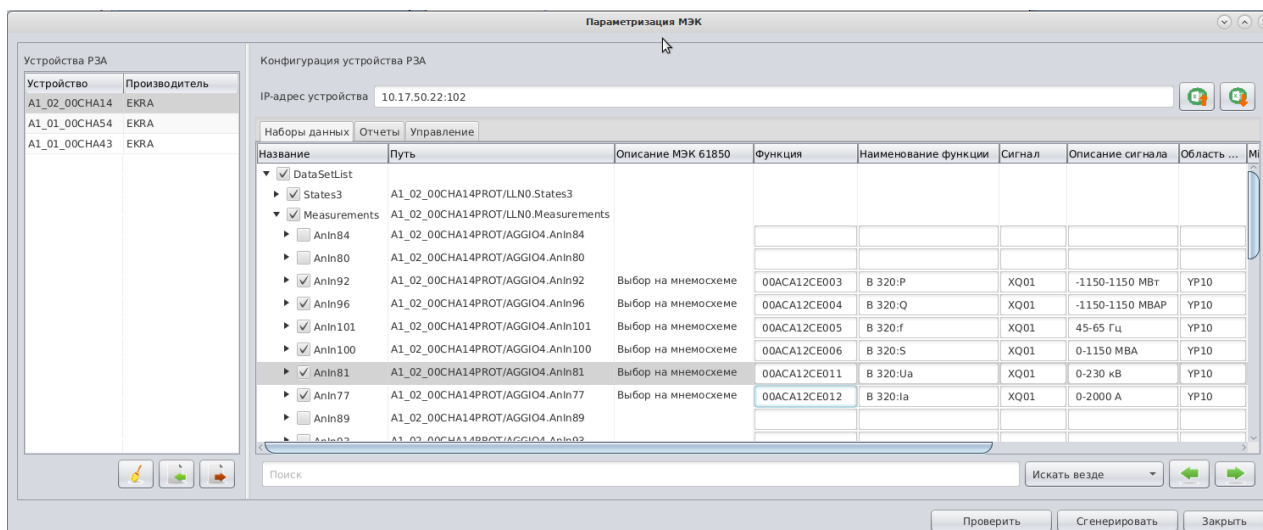 Параметризация МЭК
Устройства РЗА
Устройство Производитель
A1_02_00CHA14 EKRA
A1_01_00CHA54 EKRA
A1_01_00CHA43 EKRA
Конфигурация устройства РЗА
IP-адрес устройства 10.17.50.22:102
Наборы данных Отчеты Управление
Название Путь Описание МЭК 61850 Функция Наименование функции Сигнал Описание сигнала Область ... Mi
DataSetList
States3 A1_02_00CHA14PROT/LLN0.States3
Measurements A1_02_00CHA14PROT/LLN0.Measurements
AnIn84 A1_02_00CHA14PROT/AGGIO4.AnIn84
AnIn80 A1_02_00CHA14PROT/AGGIO4.AnIn80
AnIn92 A1_02_00CHA14PROT/AGGIO4.AnIn92 Выбор на мнемосхеме 00ACA12CE003 В 320:P XQ01 -1150-1150 МВт YP10
AnIn96 A1_02_00CHA14PROT/AGGIO4.AnIn96 Выбор на мнемосхеме 00ACA12CE004 В 320:Q XQ01 -1150-1150 МВАР YP10
AnIn101 A1_02_00CHA14PROT/AGGIO4.AnIn101 Выбор на мнемосхеме 00ACA12CE005 В 320:f XQ01 45-65 Гц YP10
AnIn100 A1_02_00CHA14PROT/AGGIO4.AnIn100 Выбор на мнемосхеме 00ACA12CE006 В 320:S XQ01 0-1150 МВА YP10
AnIn81 A1_02_00CHA14PROT/AGGIO4.AnIn81 Выбор на мнемосхеме 00ACA12CE011 В 320:Ua XQ01 0-230 кВ YP10
AnIn77 A1_02_00CHA14PROT/AGGIO4.AnIn77 Выбор на мнемосхеме 00ACA12CE012 В 320:Ia XQ01 0-2000 А YP10
AnIn89 A1_02_00CHA14PROT/AGGIO4.AnIn89
AnIn93 A1_02_00CHA14PROT/AGGIO4.AnIn93
Поиск Искать везде
Проверить Сгенерировать Закрыть